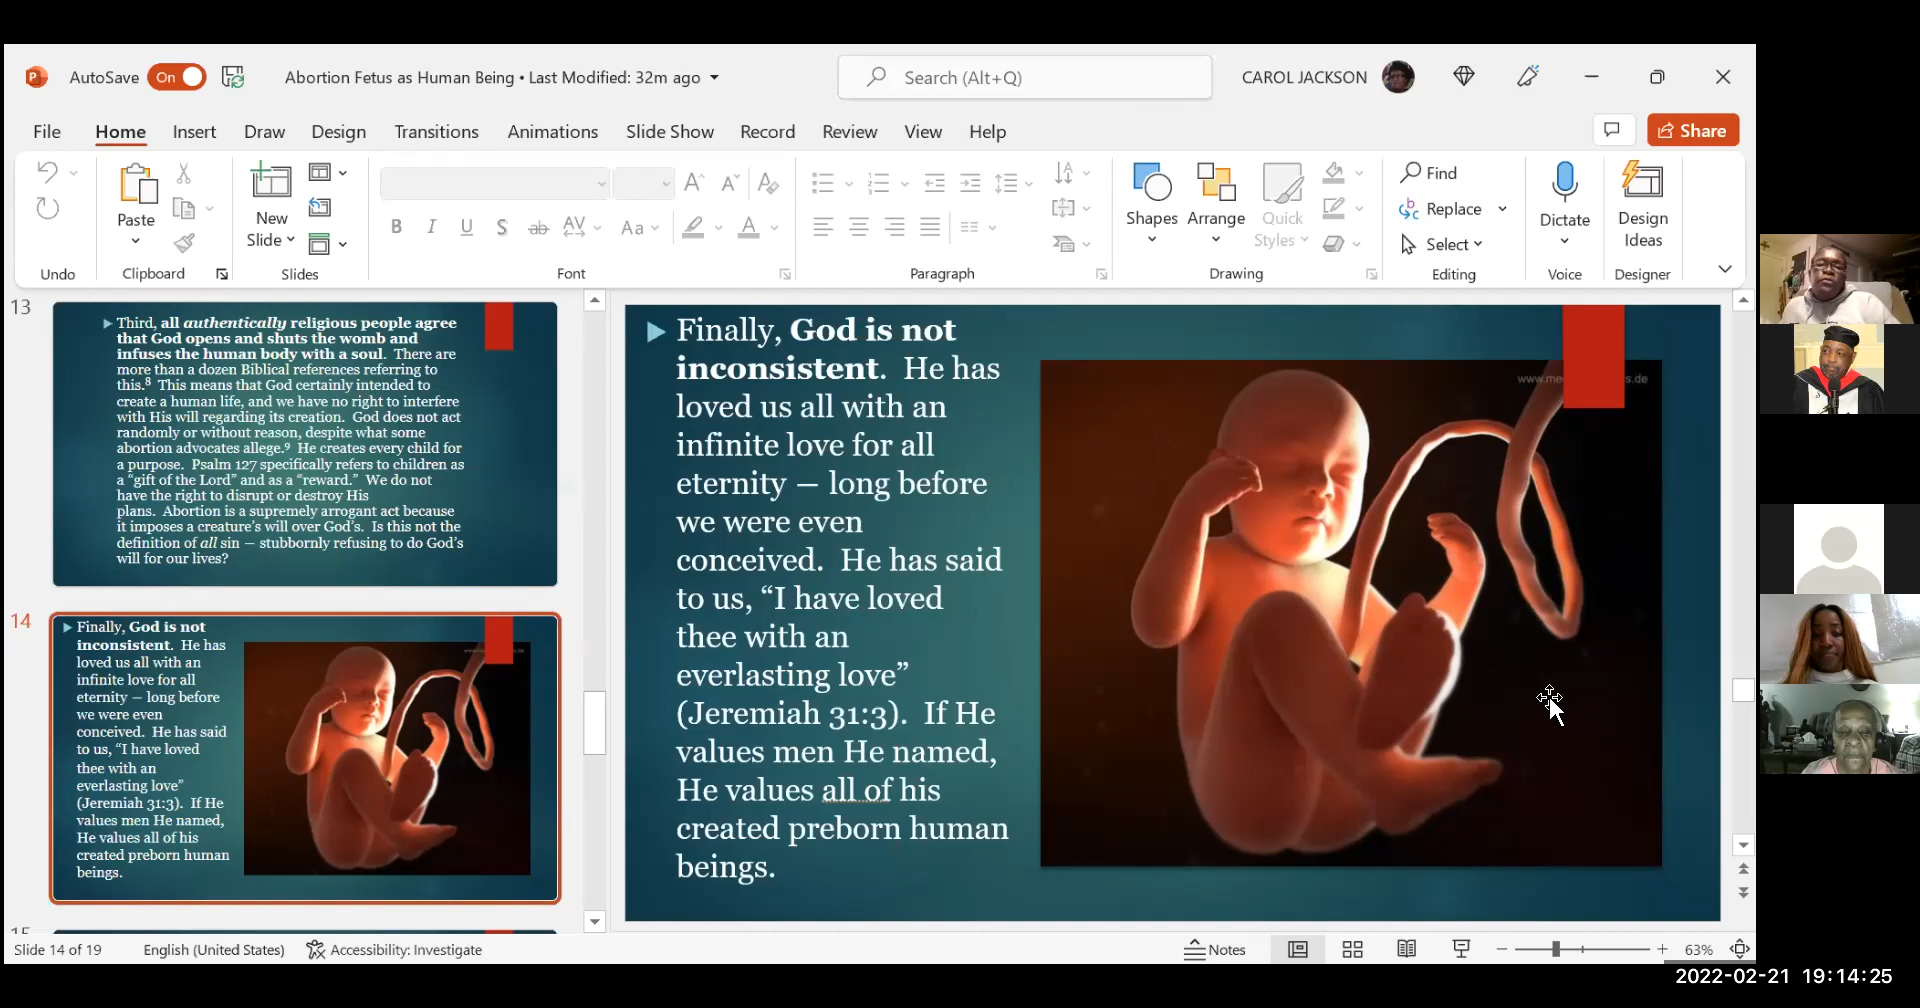 AutoSave On Abortion Fetus as Human Being • Last Modified: 32m ago Search (Alt+Q) CAROL JACKSON
File Home Insert Draw Design Transitions Animations Slide Show Record Review View Help Share
Paste
New
Slide
Shapes Arrange Quick
Styles
Find
Replace
Select
Dictate
Design
Ideas
Undo Clipboard Slides Font Paragraph Drawing Editing Voice Designer
13
Third, all authentically religious people agree
that God opens and shuts the womb and
infuses the human body with a soul. There are
more than a dozen Biblical references referring to
this.8 This means that God certainly intended to
create a human life, and we have no right to interfere
with His will regarding its creation. God does not act
randomly or without reason, despite what some
abortion advocates allege.9 He creates every child for
a purpose. Psalm 127 specifically refers to children as
a “gift of the Lord” and as a “reward.” We do not
have the right to disrupt or destroy His
plans. Abortion is a supremely arrogant act because
it imposes a creature’s will over God’s. Is this not the
definition of all sin – stubbornly refusing to do God’s
will for our lives?
14
Finally, God is not
inconsistent. He has
loved us all with an
infinite love for all
eternity – long before
we were even
conceived. He has said
to us, “I have loved
thee with an
everlasting love”
(Jeremiah 31:3). If He
values men He named,
He values all of his
created preborn human
beings.
15
Finally, God is not
inconsistent. He has
loved us all with an
infinite love for all
eternity – long before
we were even
conceived. He has said
to us, “I have loved
thee with an
everlasting love”
(Jeremiah 31:3). If He
values men He named,
He values all of his
created preborn human
beings.
Slide 14 of 19 English (United States) Accessibility: Investigate Notes 63%
2022-02-21 19:14:25